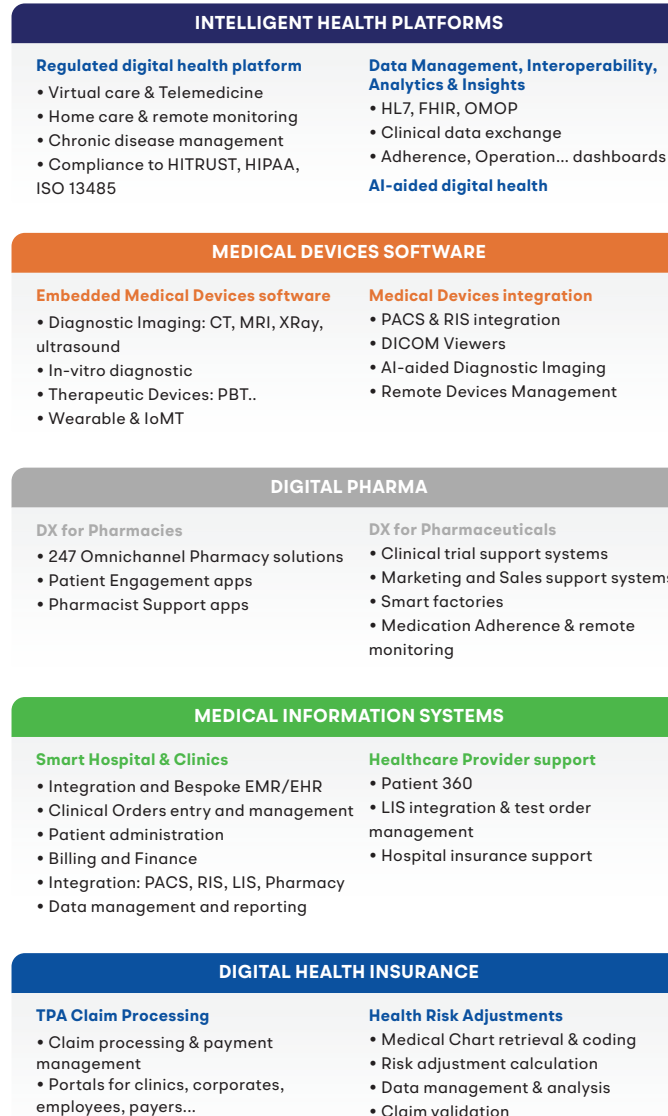 INTELLIGENT HEALTH PLATFORMS
Regulated digital health platform
• Virtual care & Telemedicine
• Home care & remote monitoring
• Chronic disease management
• Compliance to HITRUST, HIPAA,
ISO 13485
Data Management, Interoperability,
Analytics & Insights
• HL7, FHIR, OMOP
• Clinical data exchange
• Adherence, Operation... dashboards
AI-aided digital health
MEDICAL DEVICES SOFTWARE
Embedded Medical Devices software
• Diagnostic Imaging: CT, MRI, XRay,
ultrasound
• In-vitro diagnostic
• Therapeutic Devices: PBT..
• Wearable & IoMT
Medical Devices integration
• PACS & RIS integration
• DICOM Viewers
• AI-aided Diagnostic Imaging
• Remote Devices Management
DIGITAL PHARMA
DX for Pharmacies
• 247 Omnichannel Pharmacy solutions
• Patient Engagement apps
• Pharmacist Support apps
DX for Pharmaceuticals
• Clinical trial support systems
• Marketing and Sales support systems
• Smart factories
• Medication Adherence & remote
monitoring
MEDICAL INFORMATION SYSTEMS
Smart Hospital & Clinics
• Integration and Bespoke EMR/EHR
• Clinical Orders entry and management
• Patient administration
• Billing and Finance
• Integration: PACS, RIS, LIS, Pharmacy
• Data management and reporting
Healthcare Provider support
• Patient 360
• LIS integration & test order
management
• Hospital insurance support
DIGITAL HEALTH INSURANCE
TPA Claim Processing
• Claim processing & payment
management
• Portals for clinics, corporates,
employees, payers...
Health Risk Adjustments
• Medical Chart retrieval & coding
• Risk adjustment calculation
• Data management & analysis
• Claim validation